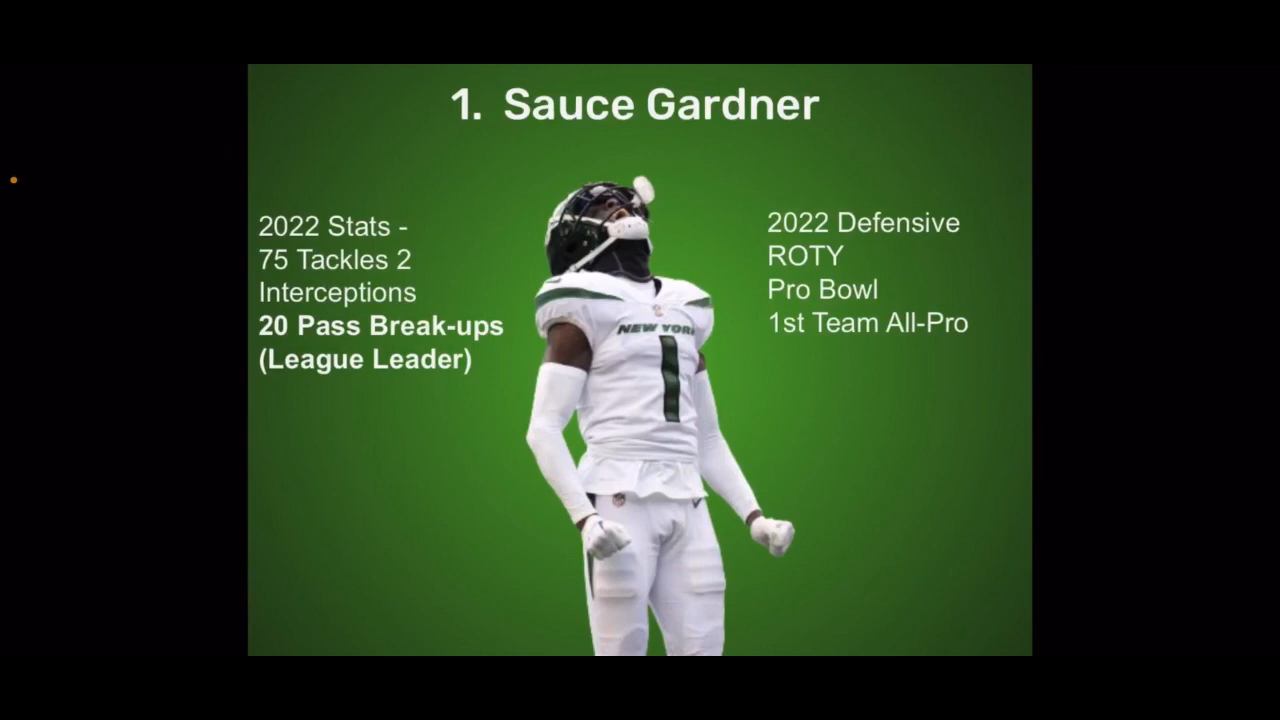 1. Sauce Gardner
2022 Stats -
75 Tackles 2
Interceptions
20 Pass Break-ups
(League Leader)
2022 Defensive
ROTY
Pro Bowl
1st Team All-Pro
NEW YORK
1